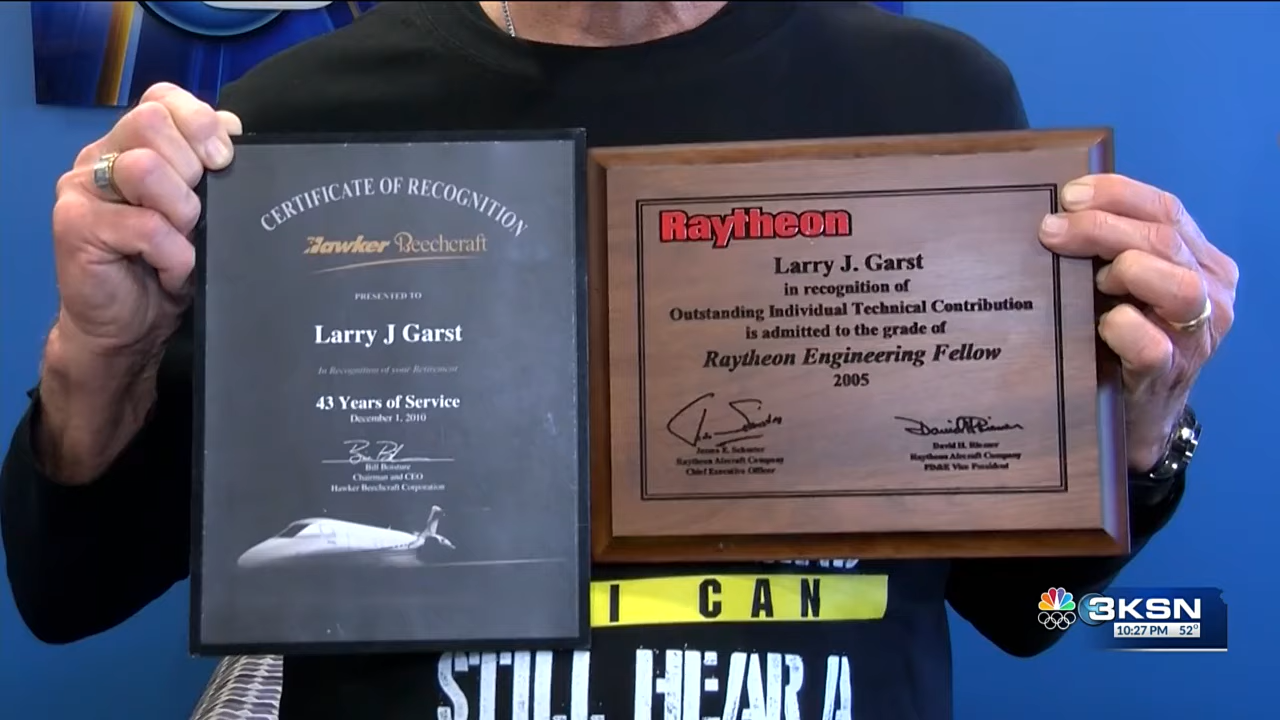 CERTIFICATE OF RECOGNITION
Hawker Beechcraft
PRESENTED TO
Larry J Garst
In Recognition of your Retirement
43 Years of Service
December 1, 2010
Bill Boisture
Chairman and CEO
Hawker Beechcraft Corporation
Raytheon
Larry J. Garst
in recognition of
Outstanding Individual Technical Contribution
is admitted to the grade of
Raytheon Engineering Fellow
2005
James E. Schuster
Raytheon Aircraft Company
Chief Executive Officer
David H. Riemer
Raytheon Aircraft Company
PD&E Vice President
I CAN
STILL HEAR A
3KSN
10:27 PM 52°